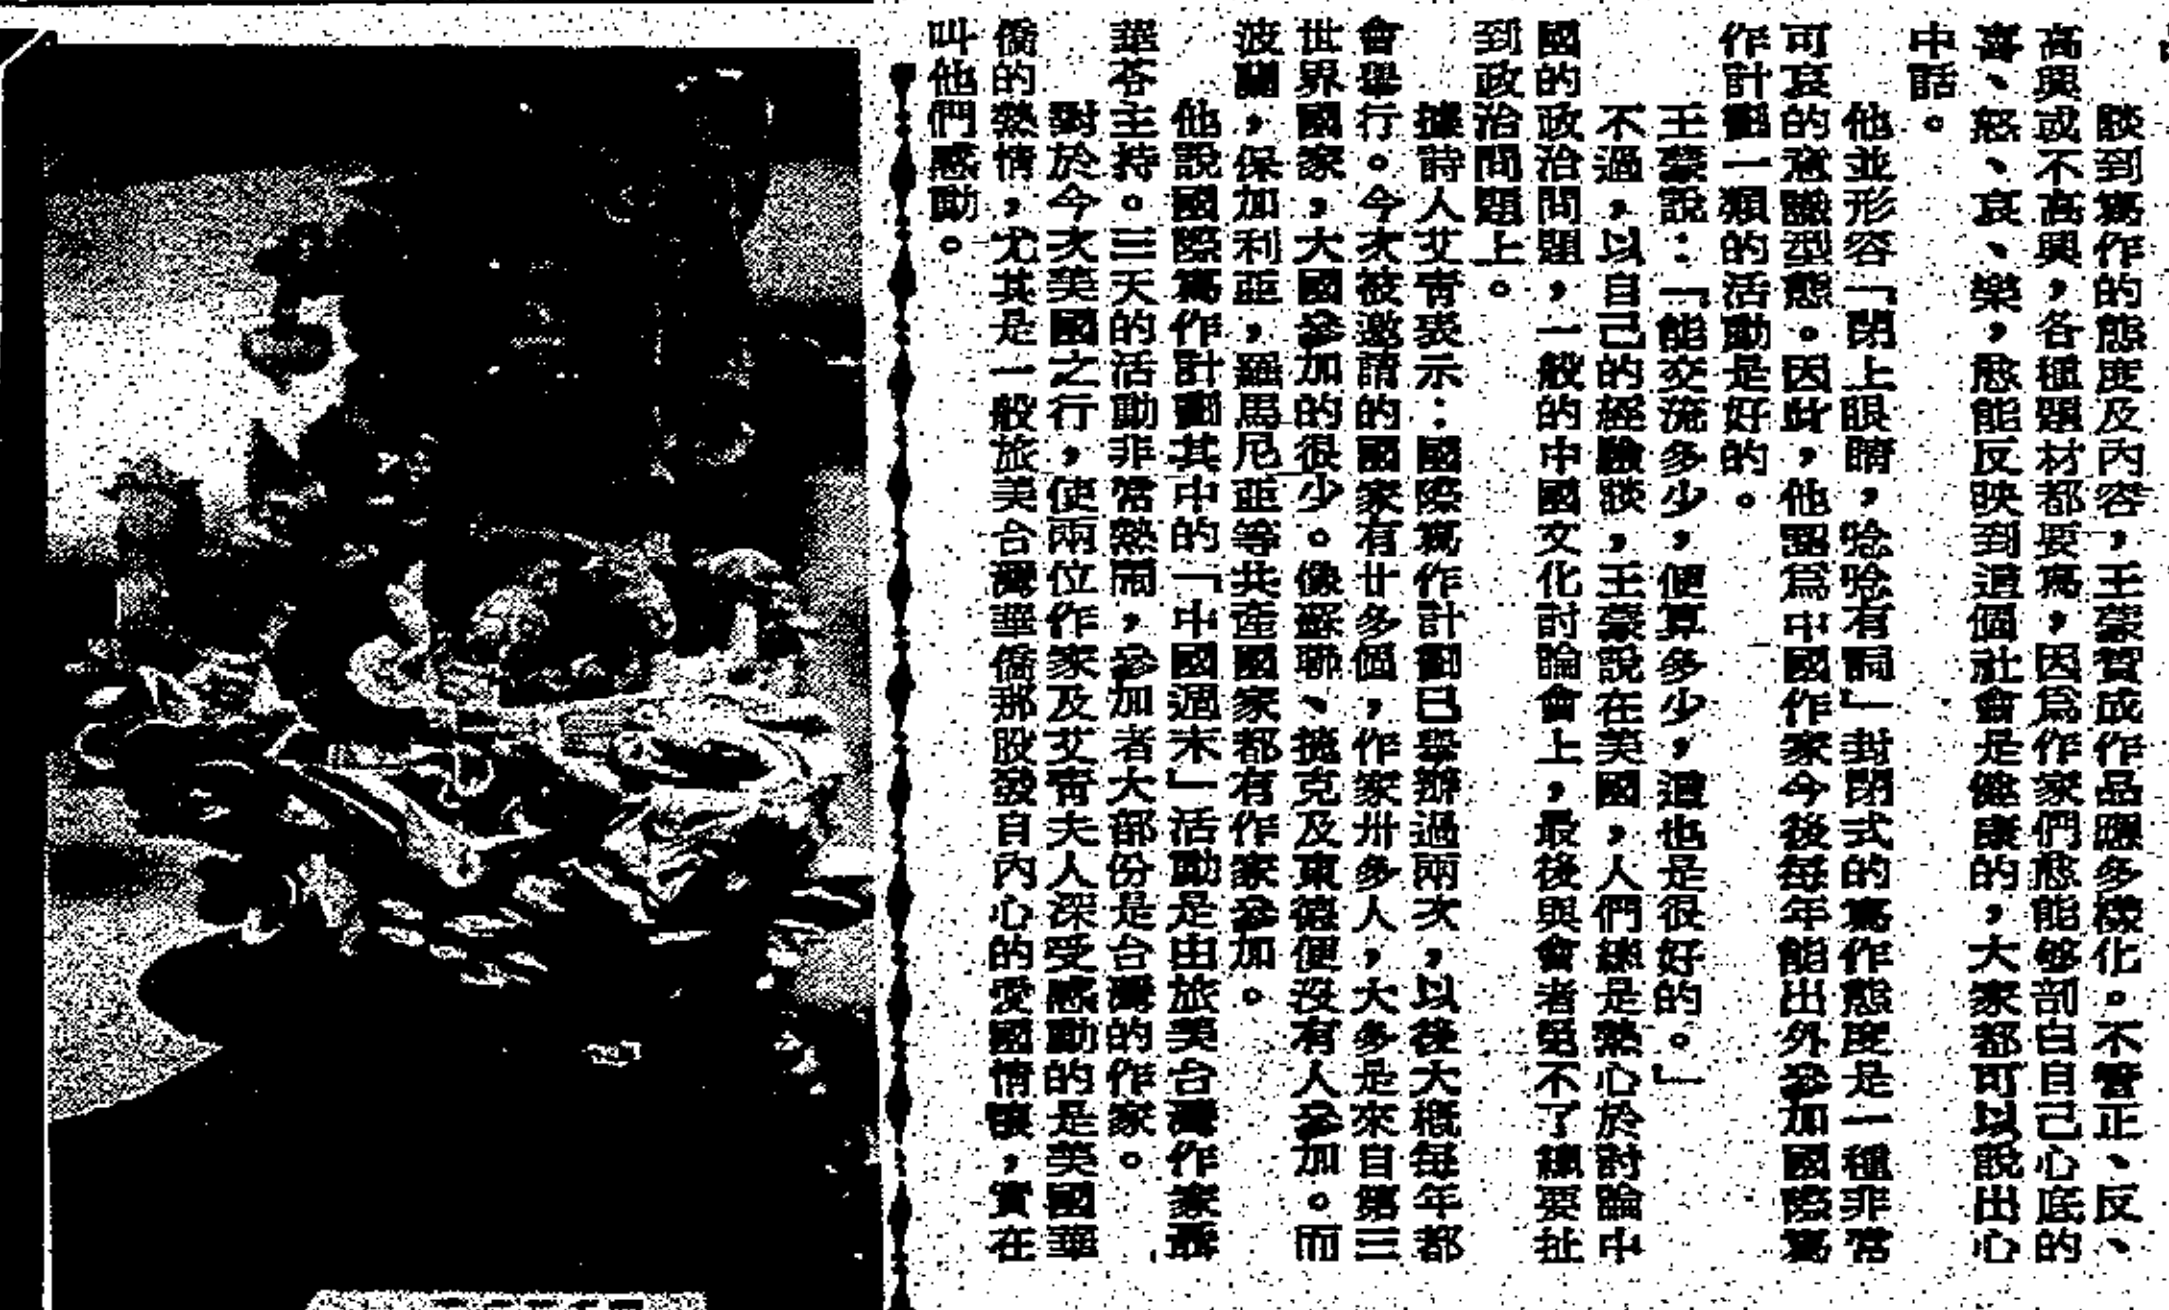 談到寫作的態度及內容，王蒙贊成作品應多樣化。不管正、反、
高興或不高興，各種題材都要寫，因爲作家們愈能够剖白自己心底的
喜、怒、哀、樂，愈能反映到這個社會是健康的，大家都可以說出心
中話。
他並形容「閉上眼睛，唸唸有詞」封閉式的寫作態度是一種非常
可哀的意識型態。因此，他認爲中國作家今後每年能出外參加國際寫
作計劃一類的活動是好的。
王蒙說：「能交流多少，便算多少，這也是很好的。」
不過，以自己的經驗談，王蒙說在美國，人們總是熱心於討論中
國的政治問題，一般的中國文化討論會上，最後與會者免不了總要扯
到政治問題上。
據詩人艾青表示：國際寫作計劃已舉辦過兩次，以後大概每年都
會舉行。今次被邀請的國家有廿多個，作家卅多人，大多是來自第三
世界國家，大國參加的很少。像蘇聯、捷克及東德便沒有人參加。而
波蘭，保加利亞，羅馬尼亞等共產國家都有作家參加。
他說國際寫作計劃其中的「中國週末」活動是由旅美台灣作家聶
華苓主持。三天的活動非常熱鬧，參加者大部份是台灣的作家。
對於今次美國之行，使兩位作家及艾青夫人深受感動的是美國華
僑的熱情，尤其是一般旅美台灣華僑那股發自內心的愛國情懷，實在
叫他們感動。